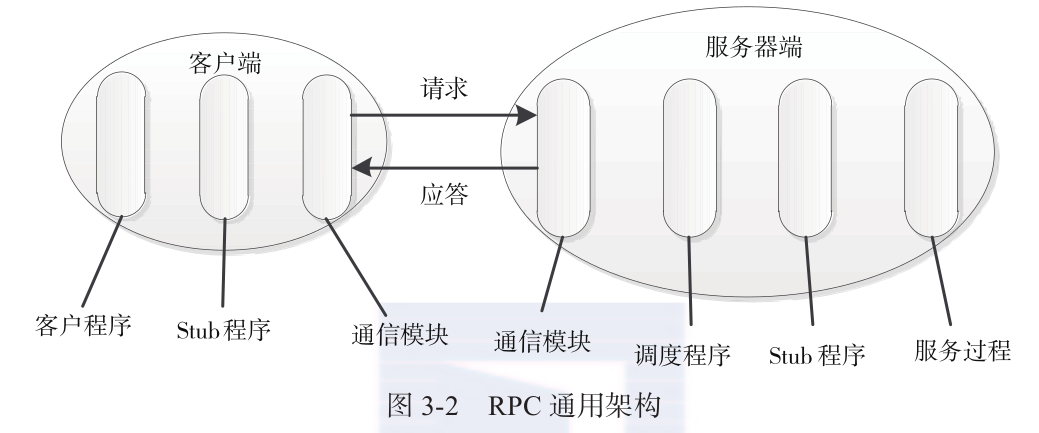 客户端
服务器端
请求
应答
客户程序
Stub 程序
通信模块
通信模块
调度程序
Stub 程序
服务过程
图 3-2 RPC 通用架构